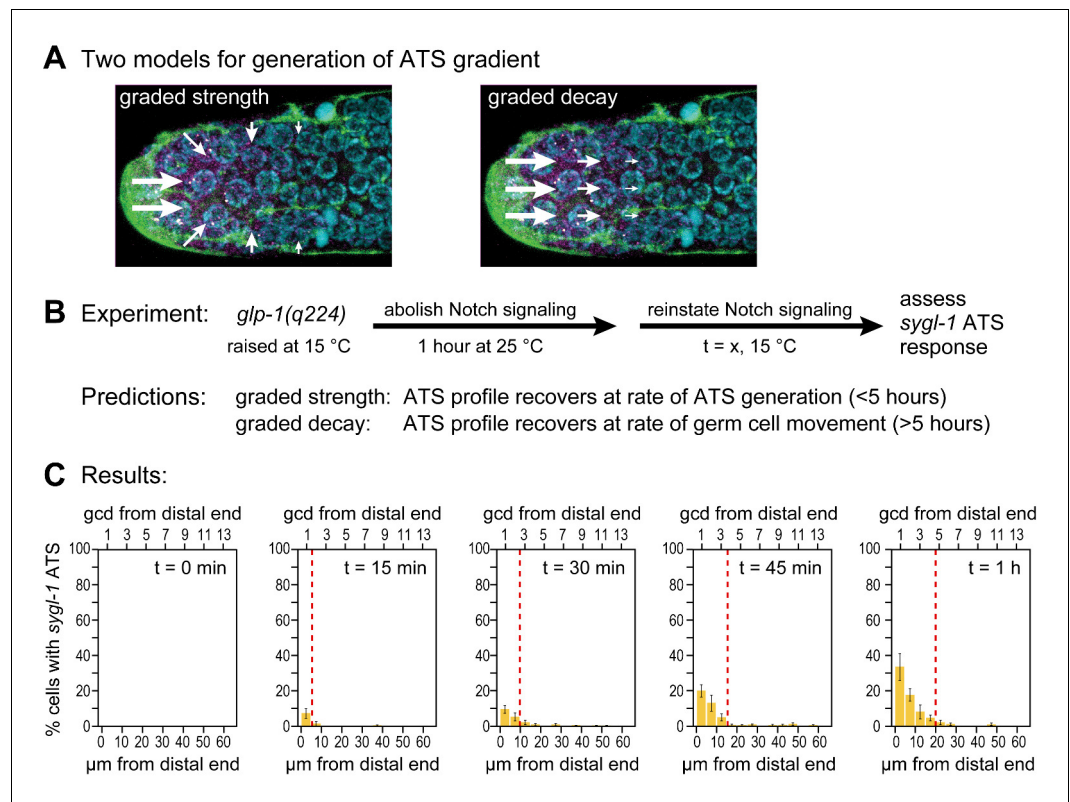 A Two models for generation of ATS gradient
graded strength
graded decay
B Experiment:
glp-1(q224)
raised at 15 °C
abolish Notch signaling
1 hour at 25 °C
reinstate Notch signaling
t = x, 15 °C
assess
sygl-1 ATS
response
Predictions:
graded strength: ATS profile recovers at rate of ATS generation (<5 hours)
graded decay: ATS profile recovers at rate of germ cell movement (>5 hours)
C Results:
% cells with sygl-1 ATS
gcd from distal end
1 3 5 7 9 11 13
100
80
60
40
20
0
t = 0 min
0 10 20 30 40 50 60
µm from distal end
gcd from distal end
1 3 5 7 9 11 13
100
80
60
40
20
0
t = 15 min
0 10 20 30 40 50 60
µm from distal end
gcd from distal end
1 3 5 7 9 11 13
100
80
60
40
20
0
t = 30 min
0 10 20 30 40 50 60
µm from distal end
gcd from distal end
1 3 5 7 9 11 13
100
80
60
40
20
0
t = 45 min
0 10 20 30 40 50 60
µm from distal end
gcd from distal end
1 3 5 7 9 11 13
100
80
60
40
20
0
t = 1 h
0 10 20 30 40 50 60
µm from distal end